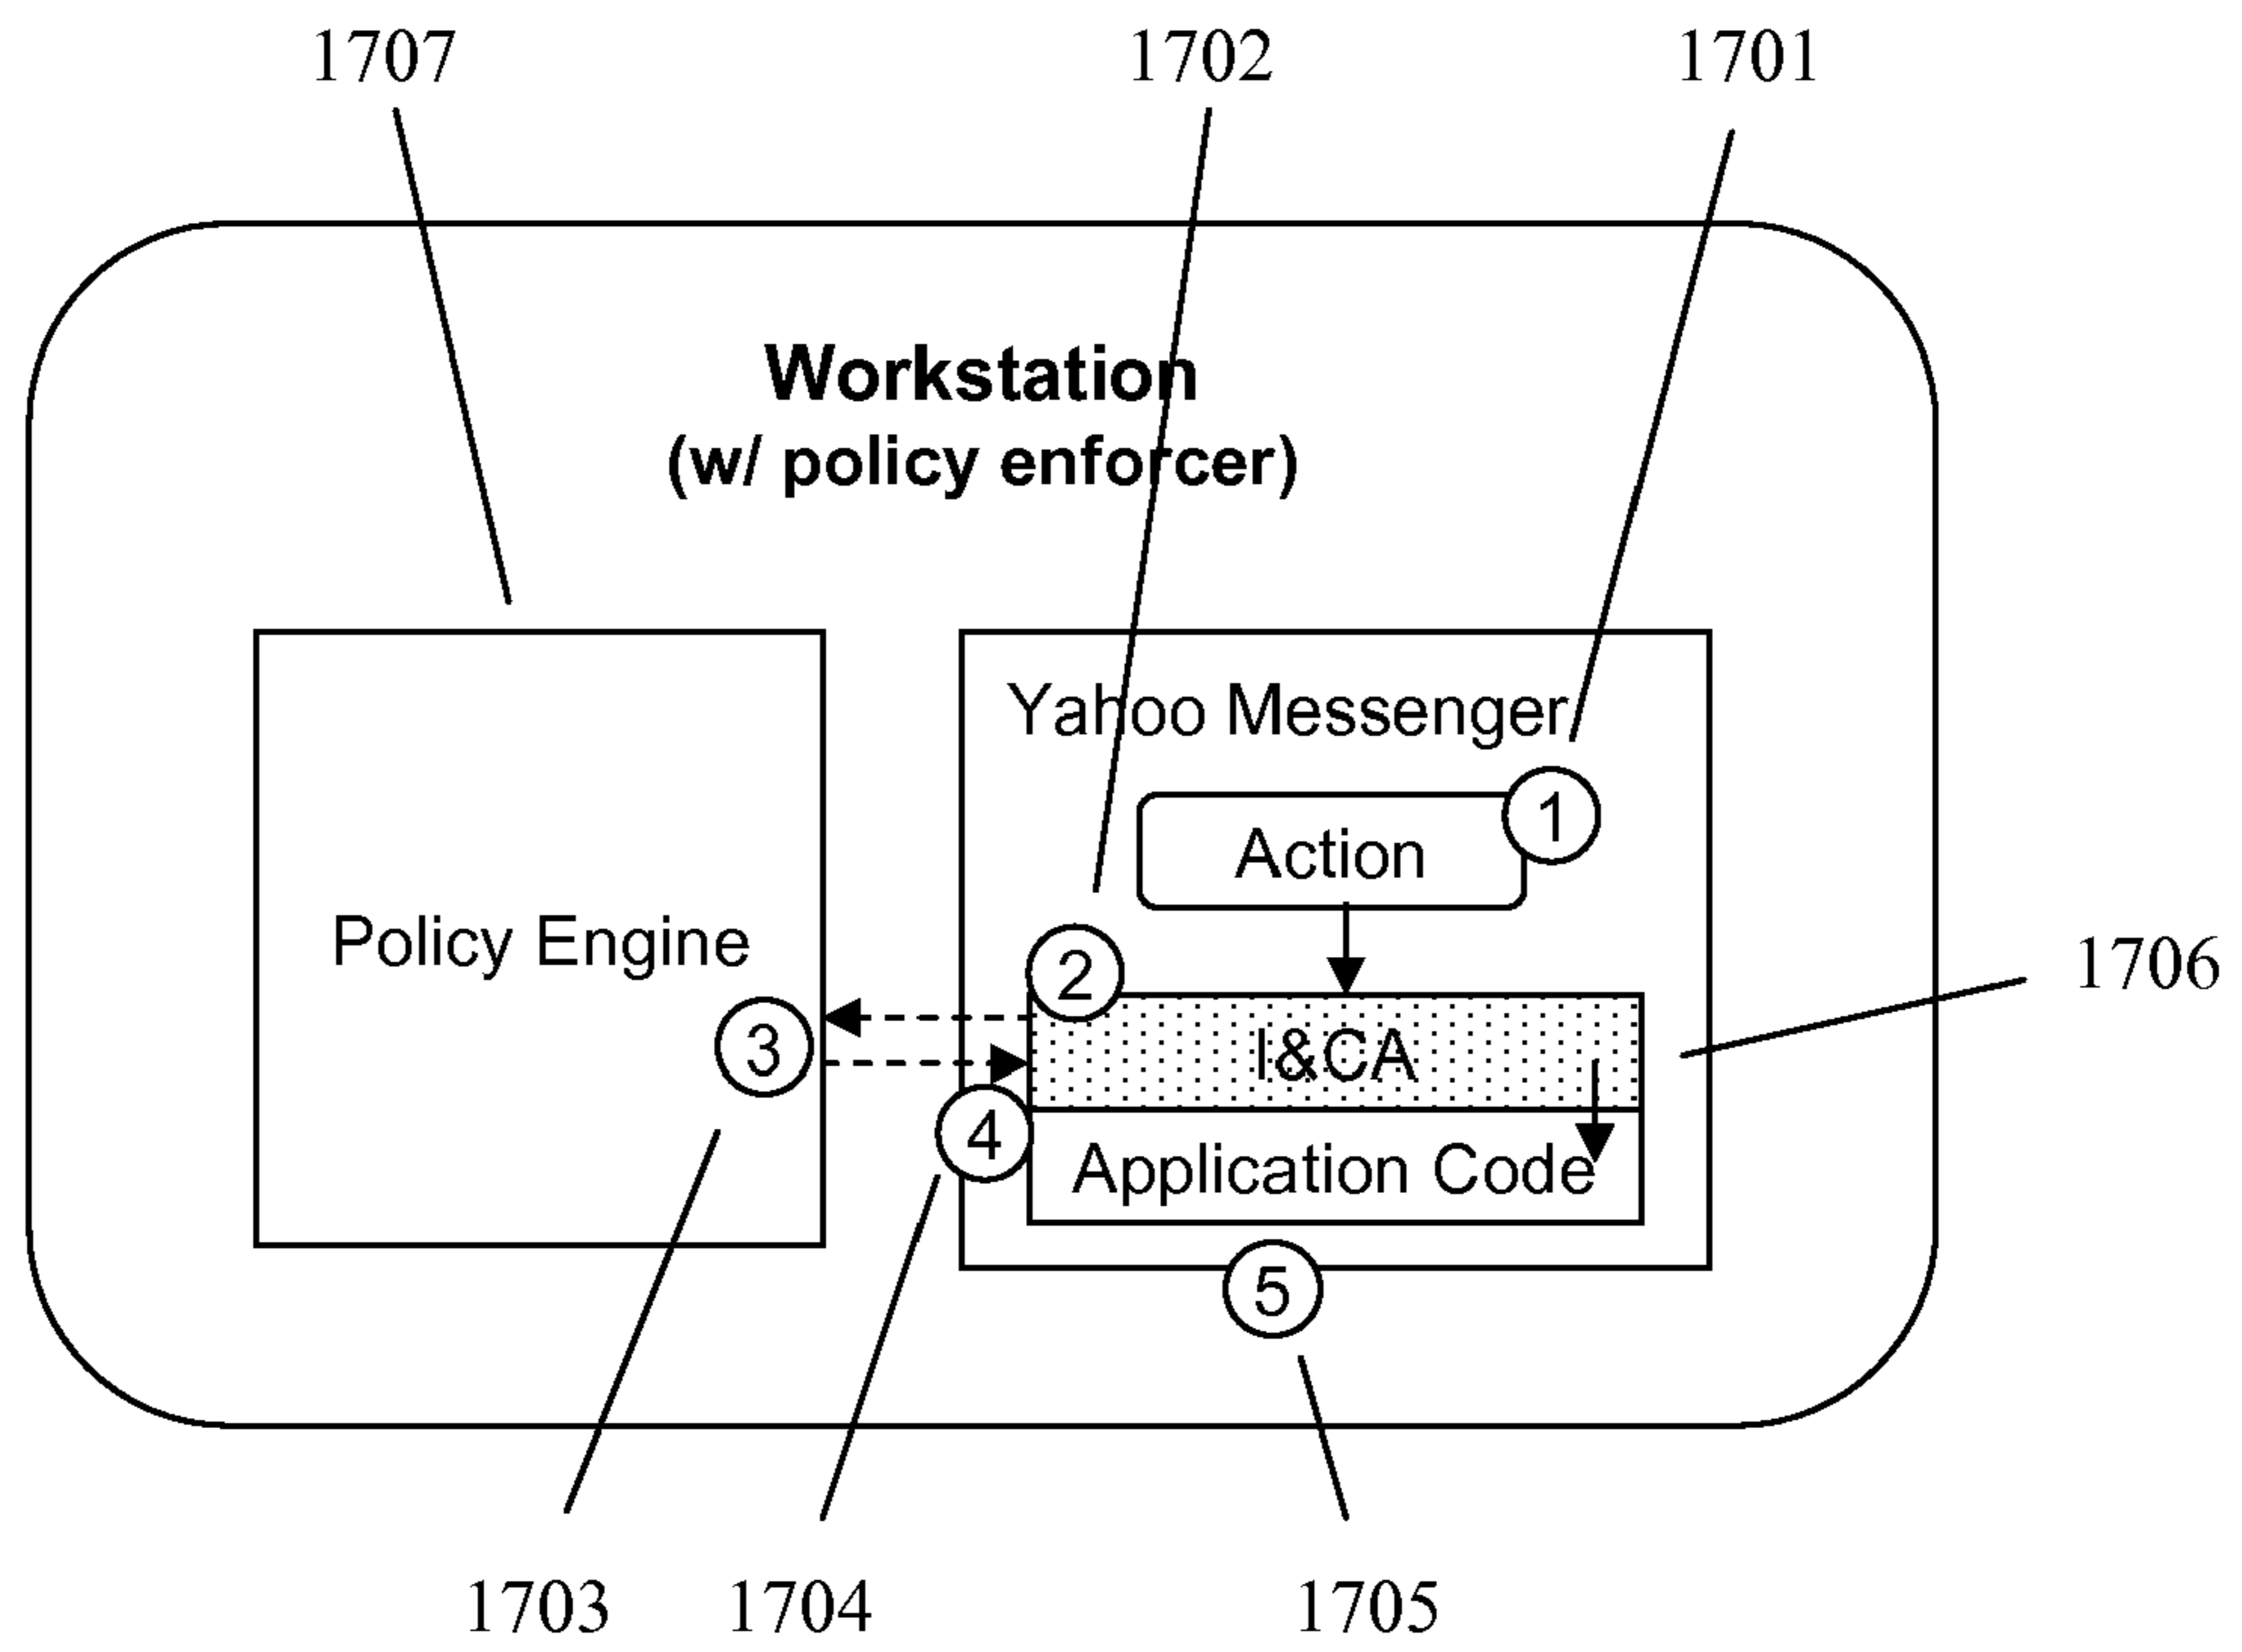 1707 1702 1701
Workstation
(w/ policy enforcer)
Yahoo Messenger
1
Action
Policy Engine
2
1706
3
I&CA
4
Application Code
5
1703 1704 1705